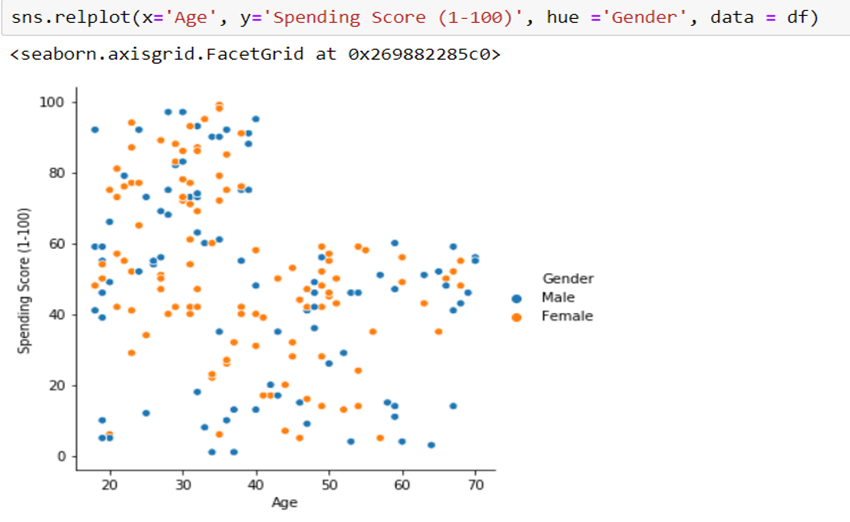 sns.relplot(x='Age', y='Spending Score (1-100)', hue ='Gender', data = df)
<seaborn.axisgrid.FacetGrid at 0x269882285c0>
100
80
60
40
20
0
Spending Score (1-100)
20 30 40 50 60 70
Age
Gender
Male
Female